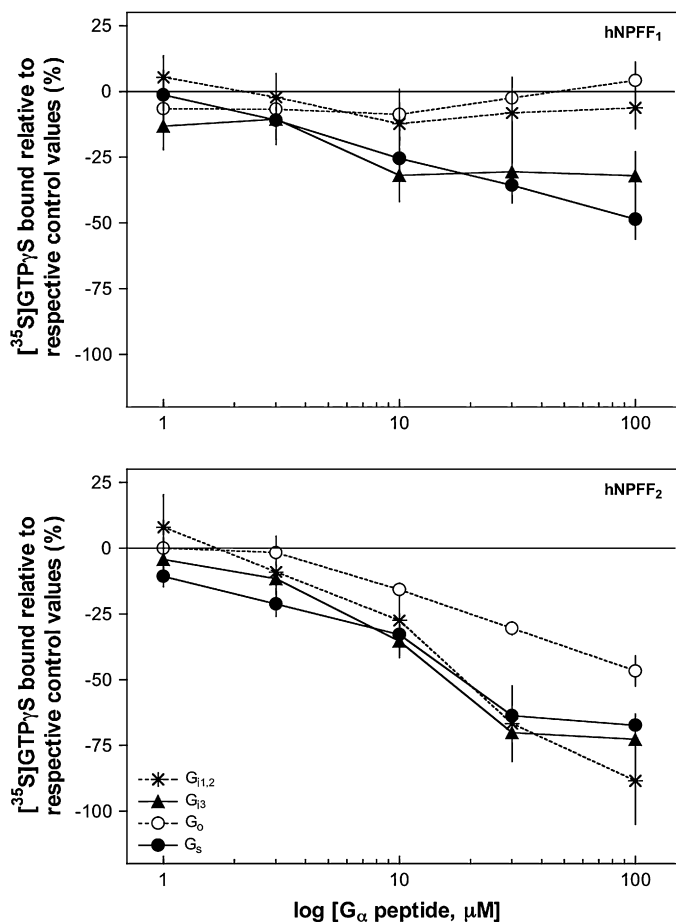 hNPFF₁
[³⁵S]GTPγS bound relative to
respective control values (%)
25
0
-25
-50
-75
-100
1
10
100
hNPFF₂
[³⁵S]GTPγS bound relative to
respective control values (%)
25
0
-25
-50
-75
-100
Gᵢ₁,₂
Gᵢ₃
Gₒ
Gₛ
1
10
100
log [Gα peptide, μM]